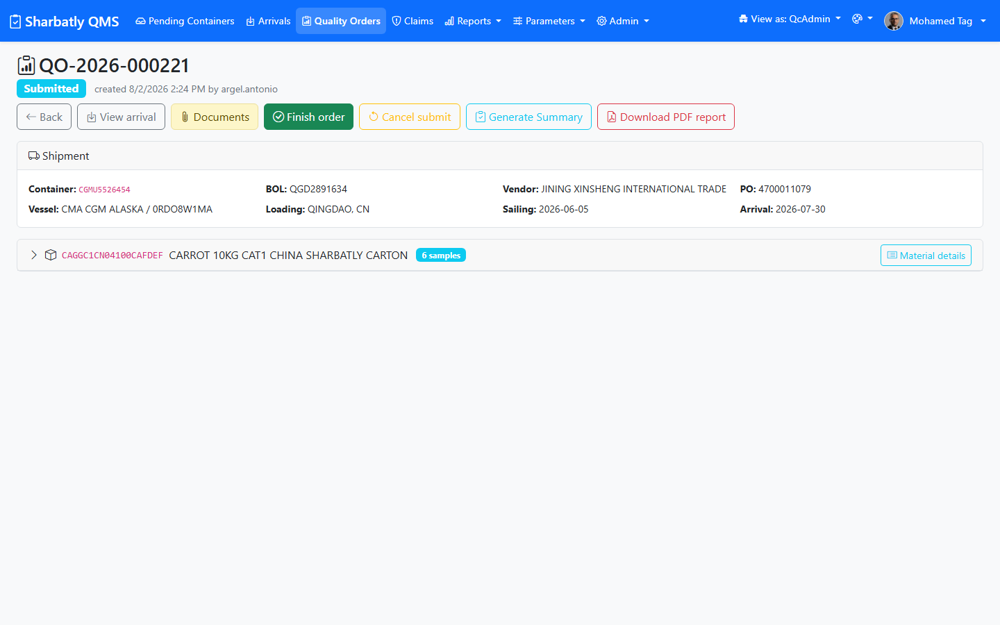 Sharbatly QMS Pending Containers Arrivals Quality Orders Claims Reports Parameters Admin View as: QcAdmin Mohamed Tag
QO-2026-000221
Submitted created 8/2/2026 2:24 PM by argel.antonio
Back View arrival Documents Finish order Cancel submit Generate Summary Download PDF report
Shipment
Container: CGMU5526454 BOL: QGD2891634 Vendor: JINING XINSHENG INTERNATIONAL TRADE PO: 4700011079
Vessel: CMA CGM ALASKA / 0RDO8W1MA Loading: QINGDAO, CN Sailing: 2026-06-05 Arrival: 2026-07-30
CAGGC1CN04100CAFDEF CARROT 10KG CAT1 CHINA SHARBATLY CARTON 6 samples Material details